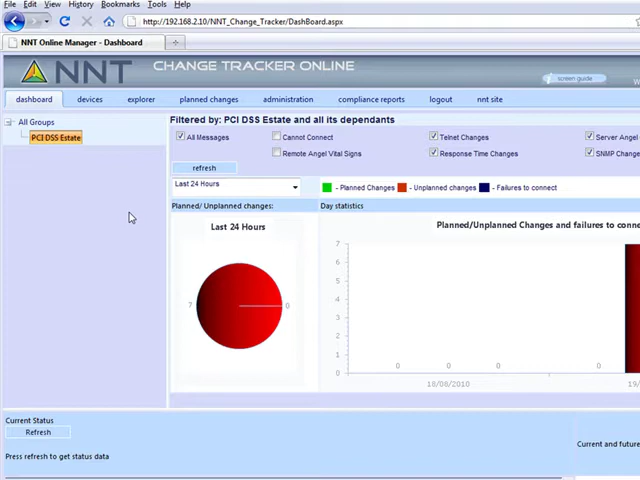 File Edit View History Bookmarks Tools Help
http://192.168.2.10/NNT_Change_Tracker/DashBoard.aspx
NNT Online Manager - Dashboard
NNT CHANGE TRACKER ONLINE
screen guide
W
dashboard devices explorer planned changes administration compliance reports logout nnt site
All Groups
PCI DSS Estate
Filtered by: PCI DSS Estate and all its dependants
All Messages Cannot Connect Telnet Changes Server Angel
Remote Angel Vital Signs Response Time Changes SNMP Change
refresh
Last 24 Hours
- Planned Changes - Unplanned changes - Failures to connect
Planned/ Unplanned changes: Day statistics
Last 24 Hours
Planned/Unplanned Changes and failures to conne
7
6
5
4
3
2
1
0
7 0
0 0 0 0
18/08/2010 19/
Current Status
Refresh
Current and future
Press refresh to get status data